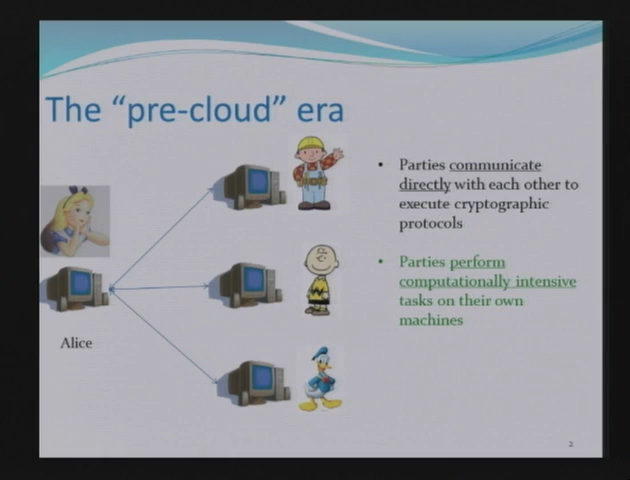 The “pre-cloud” era
• Parties communicate
directly with each other to
execute cryptographic
protocols
• Parties perform
computationally intensive
tasks on their own
machines
Alice
2